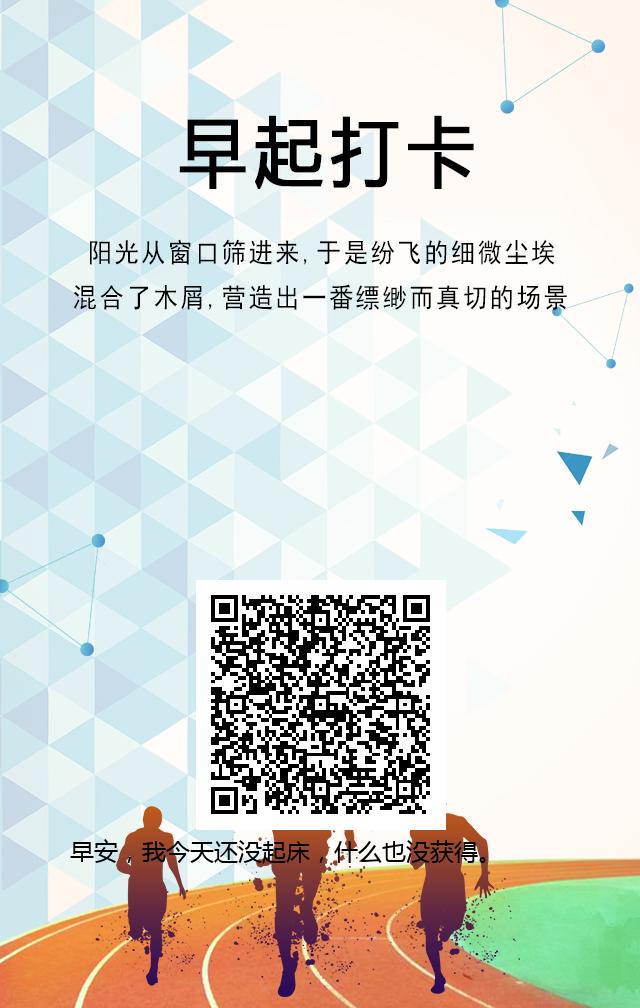 早起打卡
阳光从窗口筛进来,于是纷飞的细微尘埃
混合了木屑,营造出一番缥缈而真切的场景
早安，我今天还没起床，什么也没获得。